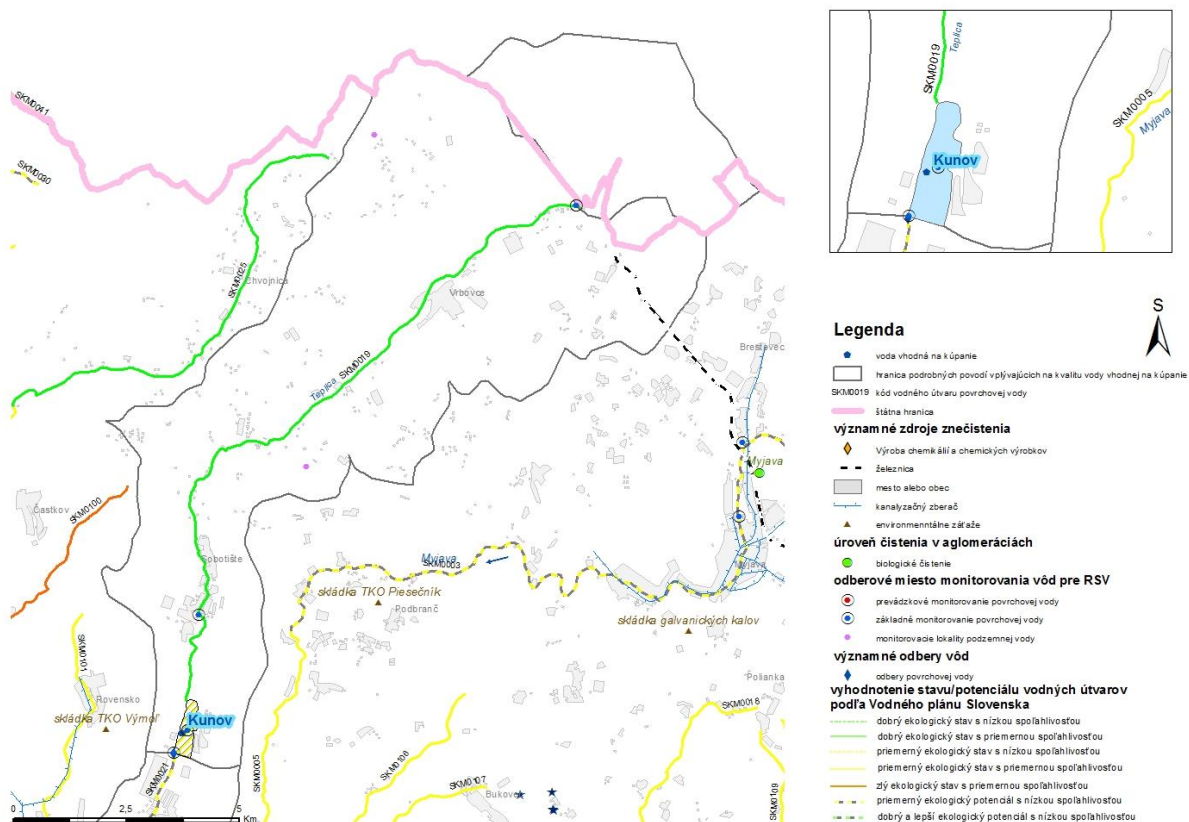 SKM0041
SKM0030
SKM0025
Chvojnica
Vrbovce
Teplica
SKM0019
Brestovec
Myjava
SKM0100
Častkov
Sobotište
Myjava
SKM0003
skládka TKO Piesečník
Podbranč
Myjava
skládka galvanických kalov
SKM0101
Rovensko
skládka TKO Výmoľ
Kunov
SKM0021
SKM0005
SKM0106
SKM0107
Bukovec
Polianka
SKM0018
SKM0109
0 2,5 5
Km
SKM0019
Teplica
Kunov
SKM0005
Myjava
S
Legenda
voda vhodná na kúpanie
hranica podrobných povodí vplývajúcich na kvalitu vody vhodnej na kúpanie
SKM0019 kód vodného útvaru povrchovej vody
štátna hranica
významné zdroje znečistenia
Výroba chemikálií a chemických výrobkov
železnica
mesto alebo obec
kanalyzačný zberač
environmenntálne záťaže
úroveň čistenia v aglomeráciách
biologické čistenie
odberové miesto monitorovania vôd pre RSV
prevádzkové monitorovanie povrchovej vody
základné monitorovanie povrchovej vody
monitorovacie lokality podzemnej vody
významné odbery vôd
odbery povrchovej vody
vyhodnotenie stavu/potenciálu vodných útvarov
podľa Vodného plánu Slovenska
dobrý ekologický stav s nízkou spoľahlivosťou
dobrý ekologický stav s priemernou spoľahlivosťou
priemerný ekologický stav s nízkou spoľahlivosťou
priemerný ekologický stav s priemernou spoľahlivosťou
zlý ekologický stav s priemernou spoľahlivosťou
priemerný ekologický potenciál s nízkou spoľahlivosťou
dobrý a lepší ekologický potenciál s nízkou spoľahlivosťou